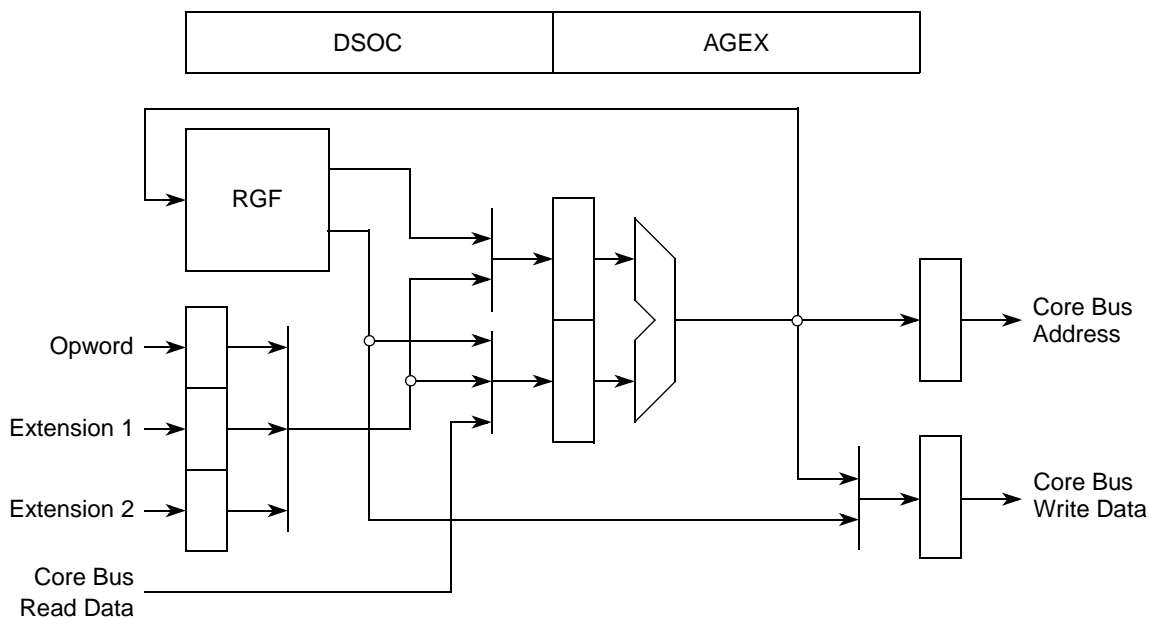 DSOC
AGEX
RGF
Opword
Extension 1
Extension 2
Core Bus
Read Data
Core Bus
Address
Core Bus
Write Data